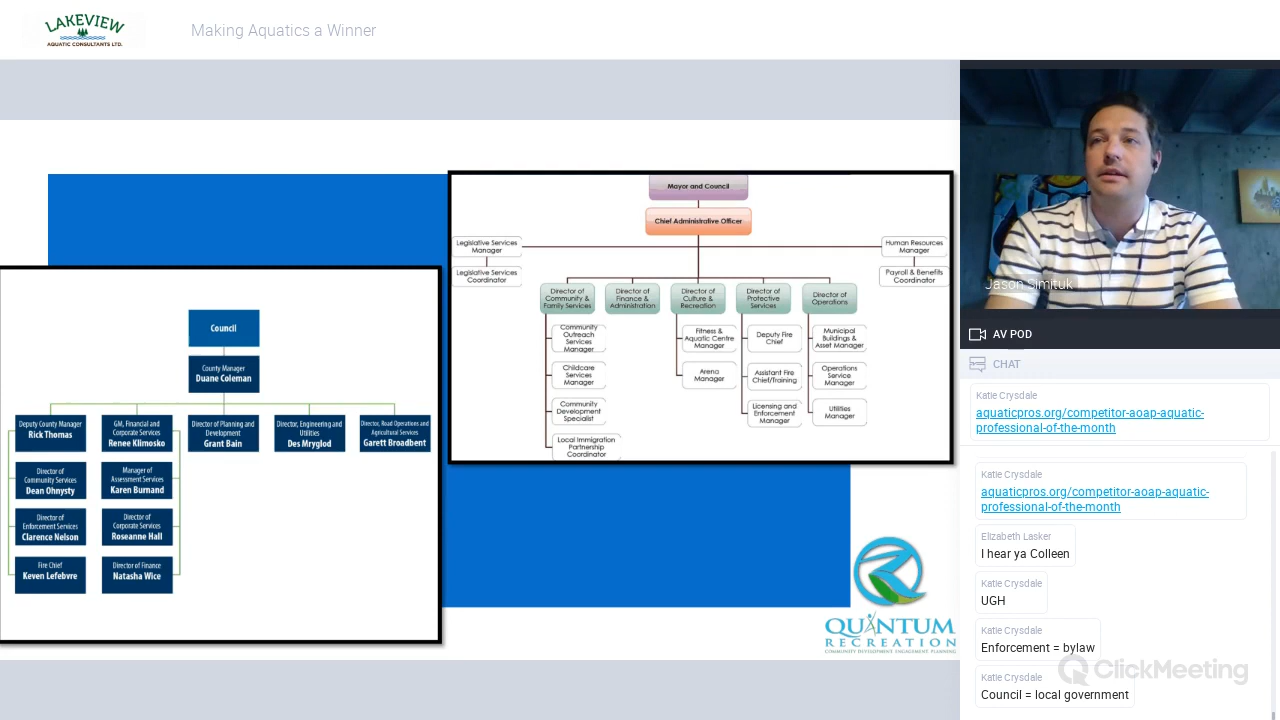 LAKEVIEW
AQUATIC CONSULTANTS LTD.
Making Aquatics a Winner
Mayor and Council
Chief Administrative Officer
Legislative Services
Manager
Human Resources
Manager
Legislative Services
Coordinator
Payroll & Benefits
Coordinator
Director of
Community &
Family Services
Director of
Finance &
Administration
Director of
Culture &
Recreation
Director of
Protective
Services
Director of
Operations
Community
Outreach
Services
Manager
Fitness &
Aquatic Centre
Manager
Deputy Fire
Chief
Municipal
Buildings &
Asset Manager
Childcare
Services
Manager
Arena
Manager
Assistant Fire
Chief/Training
Operations
Service
Manager
Community
Development
Specialist
Licensing and
Enforcement
Manager
Utilities
Manager
Local Immigration
Partnership
Coordinator
Council
County Manager
Duane Coleman
Deputy County Manager
Rick Thomas
GM, Financial and
Corporate Services
Renee Klimosko
Director of Planning and
Development
Grant Bain
Director, Engineering and
Utilities
Des Mryglod
Director, Road Operations and
Agricultural Services
Garett Broadbent
Director of
Community Services
Dean Ohnysty
Manager of
Assessment Services
Karen Burnand
Director of
Enforcement Services
Clarence Nelson
Director of
Corporate Services
Roseanne Hall
Fire Chief
Keven Lefebvre
Director of Finance
Natasha Wice
QUANTUM
RECREATION
COMMUNITY DEVELOPMENT, ENGAGEMENT, PLANNING
Jason Simituk
AV POD
CHAT
Katie Crysdale
aquaticpros.org/competitor-aoap-aquatic-
professional-of-the-month
Katie Crysdale
aquaticpros.org/competitor-aoap-aquatic-
professional-of-the-month
Elizabeth Lasker
I hear ya Colleen
Katie Crysdale
UGH
Katie Crysdale
Enforcement = bylaw
ClickMeeting
Katie Crysdale
Council = local government